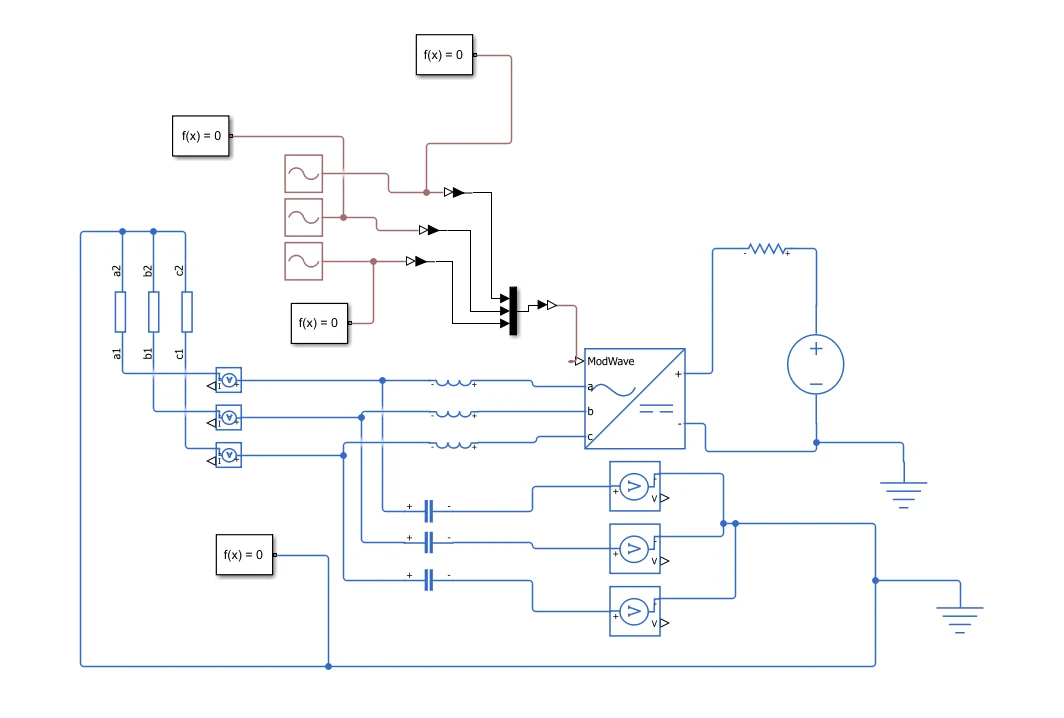 f(x) = 0
f(x) = 0
a2
b2
c2
f(x) = 0
a1
b1
c1
ModWave
+
-
- +
+
-
A I +
a
- +
A I +
b
- +
A I +
c
- +
+ -
+ V - V
f(x) = 0
+ -
+ V - V
+ -
+ V - V